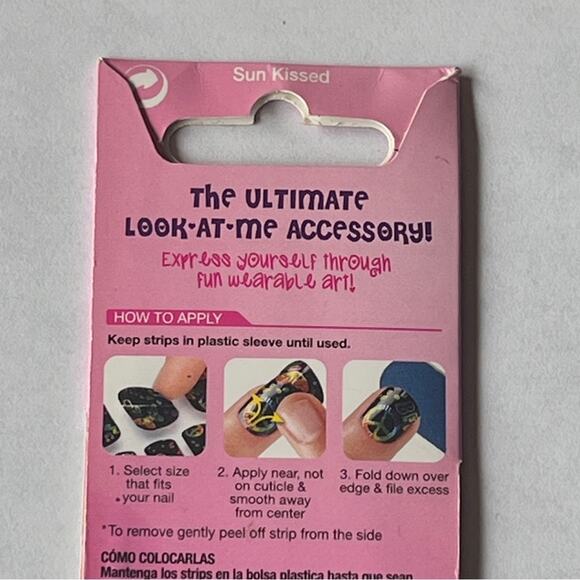 Sun Kissed
The ULTIMATE
LOOK-AT-ME ACCESSORY!
Express yourself through
fun wearable art!
HOW TO APPLY
Keep strips in plastic sleeve until used.
1. Select size
that fits
your nail
2. Apply near, not
on cuticle &
smooth away
from center
3. Fold down over
edge & file excess
*To remove gently peel off strip from the side
CÓMO COLOCARLAS
Mantenga los strips en la bolsa plastica hasta que sean